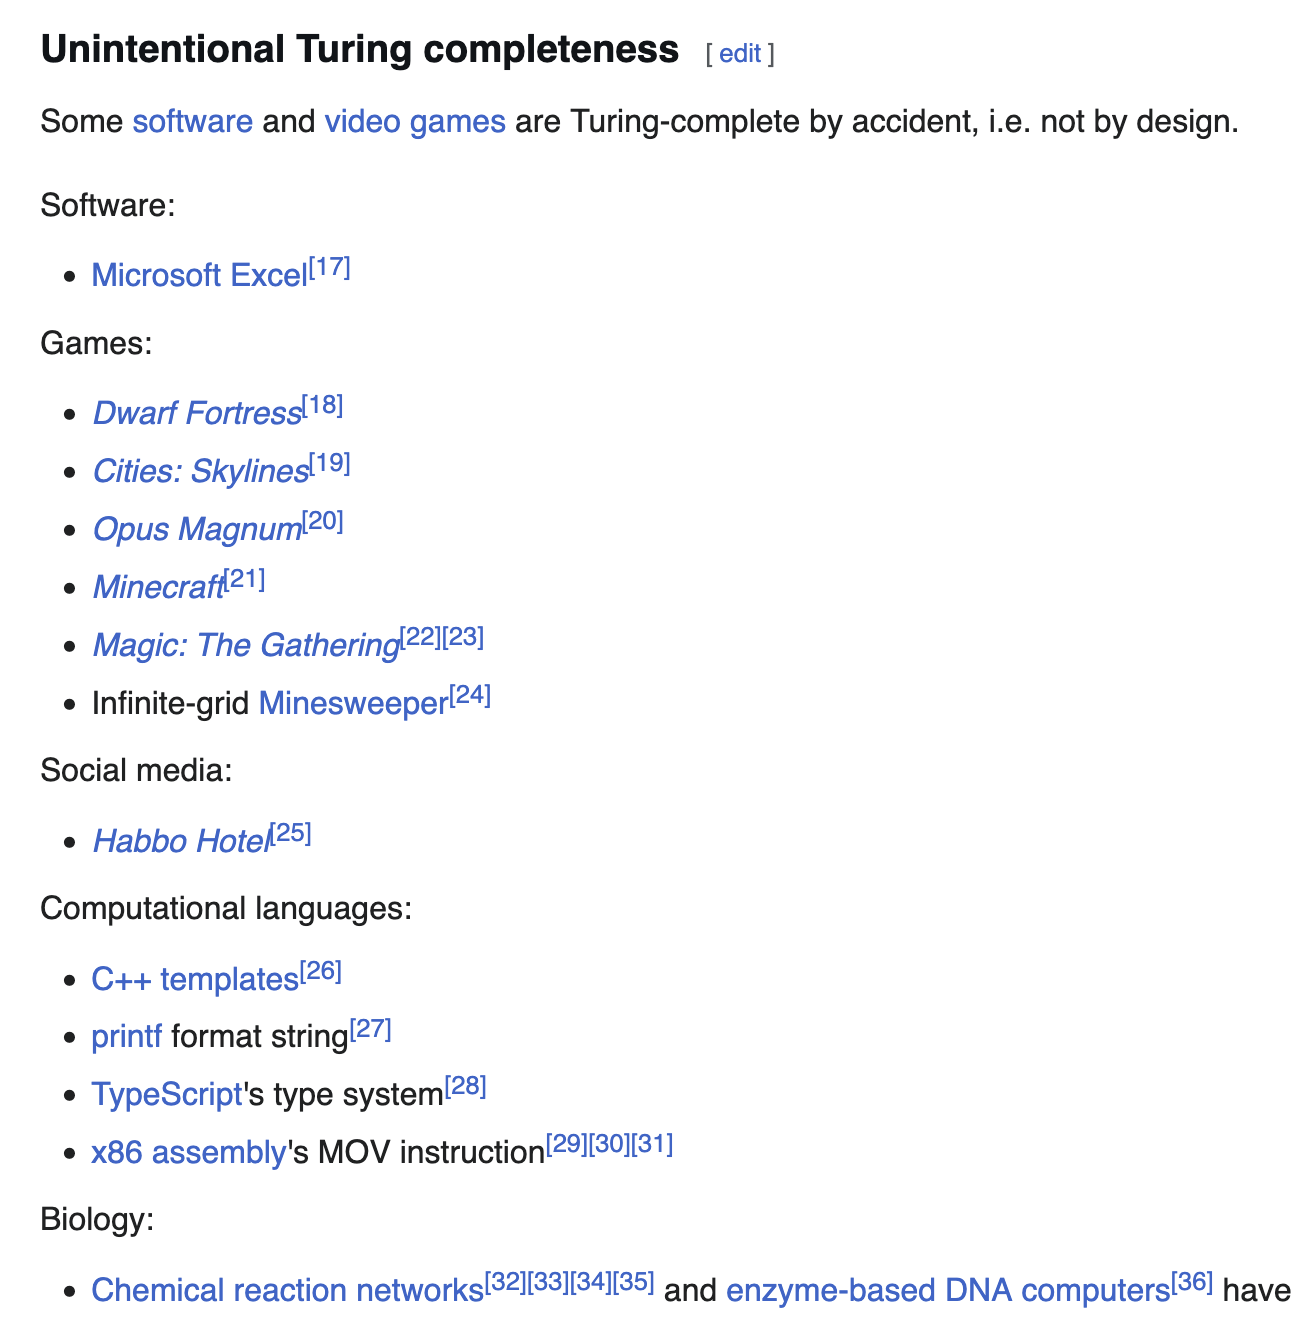 Unintentional Turing completeness [ edit ]
Some software and video games are Turing-complete by accident, i.e. not by design.
Software:
• Microsoft Excel[17]
Games:
• Dwarf Fortress[18]
• Cities: Skylines[19]
• Opus Magnum[20]
• Minecraft[21]
• Magic: The Gathering[22][23]
• Infinite-grid Minesweeper[24]
Social media:
• Habbo Hotel[25]
Computational languages:
• C++ templates[26]
• printf format string[27]
• TypeScript's type system[28]
• x86 assembly's MOV instruction[29][30][31]
Biology:
• Chemical reaction networks[32][33][34][35] and enzyme-based DNA computers[36] have